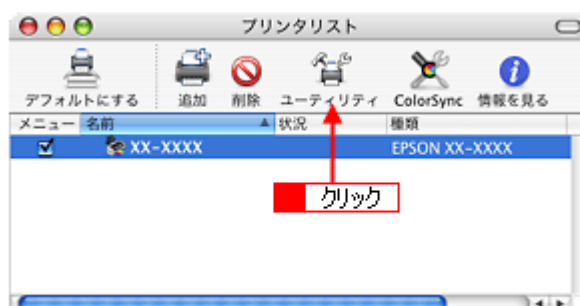 プリンタリスト
デフォルトにする 追加 削除 ユーティリティ ColorSync 情報を見る
メニュー 名前 状況 種類
XX-XXXX EPSON XX-XXXX
クリック